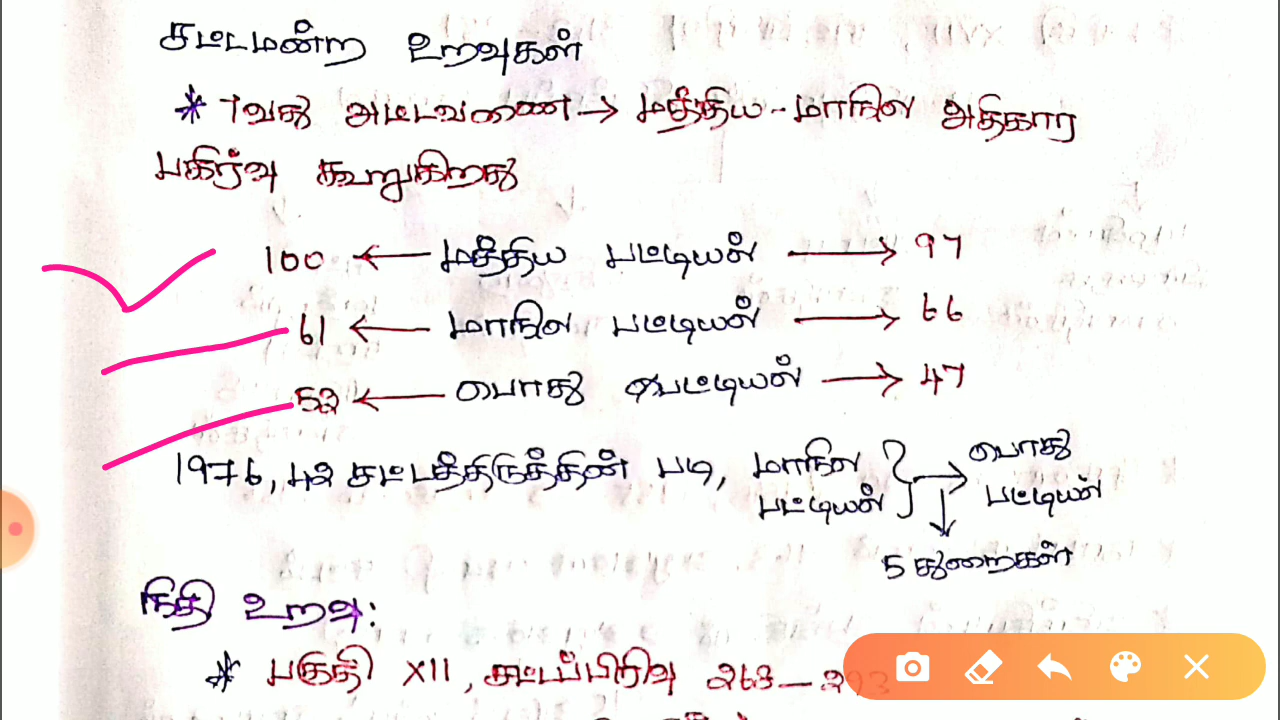 சட்டமன்ற உறவுகள்
* 7வது அட்டவணை → மத்திய - மாநில அதிகார
பகிர்வு கூறுகிறது
100 ← மத்திய பட்டியல் → 97
61 ← மாநில பட்டியல் → 66
52 ← பொது பட்டியல் → 47
1976, 42 சட்டத்திருத்தின் படி, மாநில பட்டியல் } → பொது பட்டியல்
↓
5 துறைகள்
நிதி உறவு:
* பகுதி XII, சட்டப்பிரிவு 263 – 293